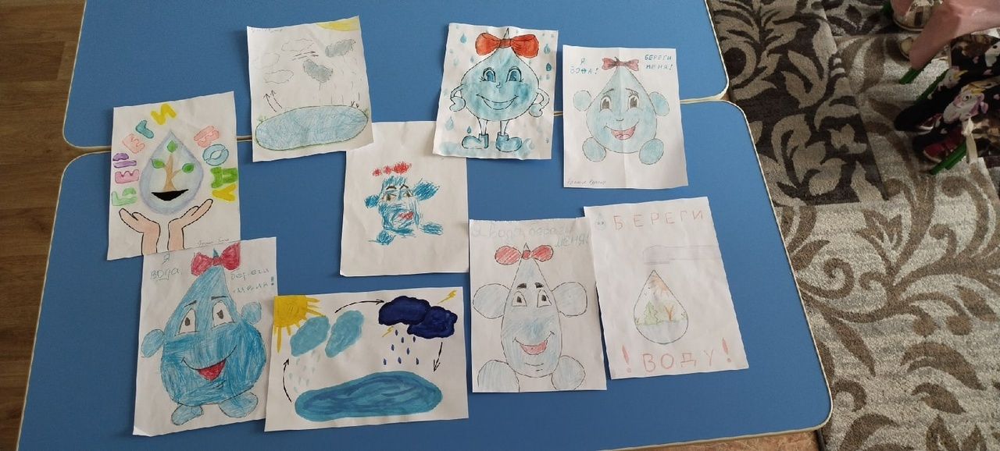 БЕРЕГИ
ВОДУ
Я
ВОДА!
БЕРЕГИ
МЕНЯ!
Я
вода
береги
меня!
Я вода, береги
МЕНЯ!
БЕРЕГИ
! ВОДУ !